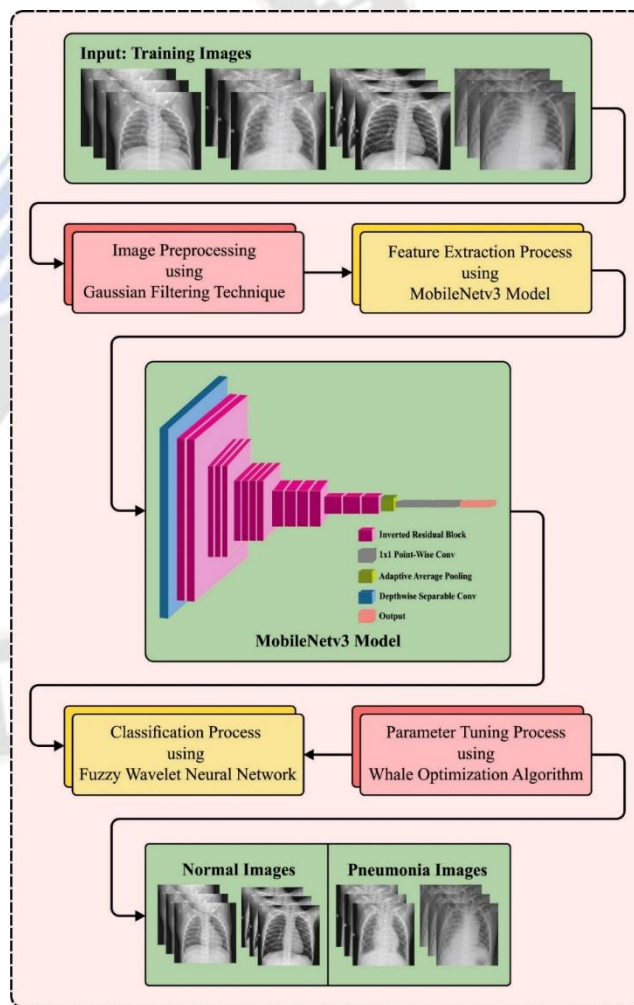 Input: Training Images
Image Preprocessing
using
Gaussian Filtering Technique
Feature Extraction Process
using
MobileNetv3 Model
Inverted Residual Block
1x1 Point-Wise Conv
Adaptive Average Pooling
Depthwise Separable Conv
Output
MobileNetv3 Model
Classification Process
using
Fuzzy Wavelet Neural Network
Parameter Tuning Process
using
Whale Optimization Algorithm
Normal Images
Pneumonia Images